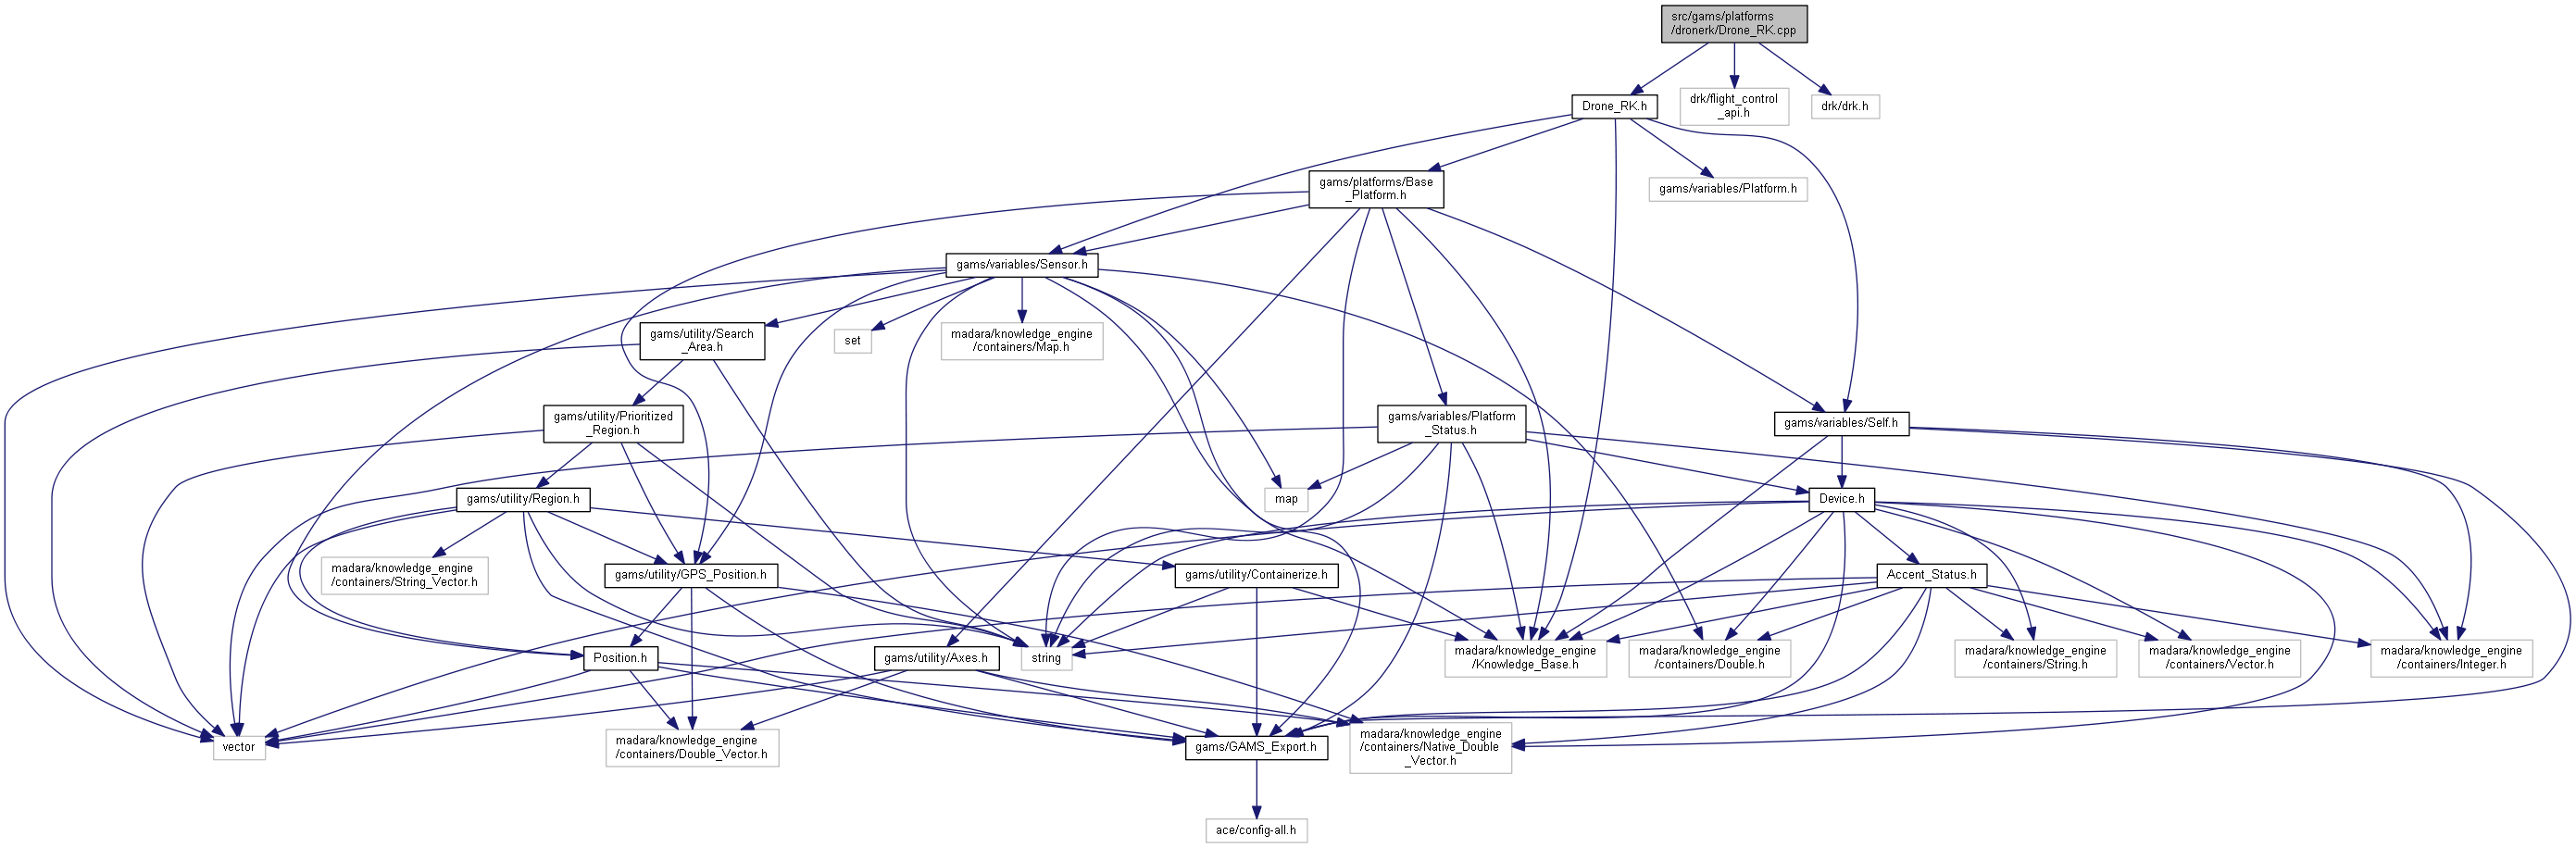 src/gams/platforms
/dronerk/Drone_RK.cpp
Drone_RK.h
drk/flight_control
_api.h
drk/drk.h
gams/platforms/Base
_Platform.h
gams/variables/Platform.h
gams/variables/Sensor.h
gams/utility/Search
_Area.h
set
madara/knowledge_engine
/containers/Map.h
gams/utility/Prioritized
_Region.h
gams/variables/Platform
_Status.h
gams/variables/Self.h
gams/utility/Region.h
map
Device.h
madara/knowledge_engine
/containers/String_Vector.h
gams/utility/GPS_Position.h
gams/utility/Containerize.h
Accent_Status.h
Position.h
gams/utility/Axes.h
string
madara/knowledge_engine
/Knowledge_Base.h
madara/knowledge_engine
/containers/Double.h
madara/knowledge_engine
/containers/String.h
madara/knowledge_engine
/containers/Vector.h
madara/knowledge_engine
/containers/Integer.h
vector
madara/knowledge_engine
/containers/Double_Vector.h
gams/GAMS_Export.h
madara/knowledge_engine
/containers/Native_Double
_Vector.h
ace/config-all.h